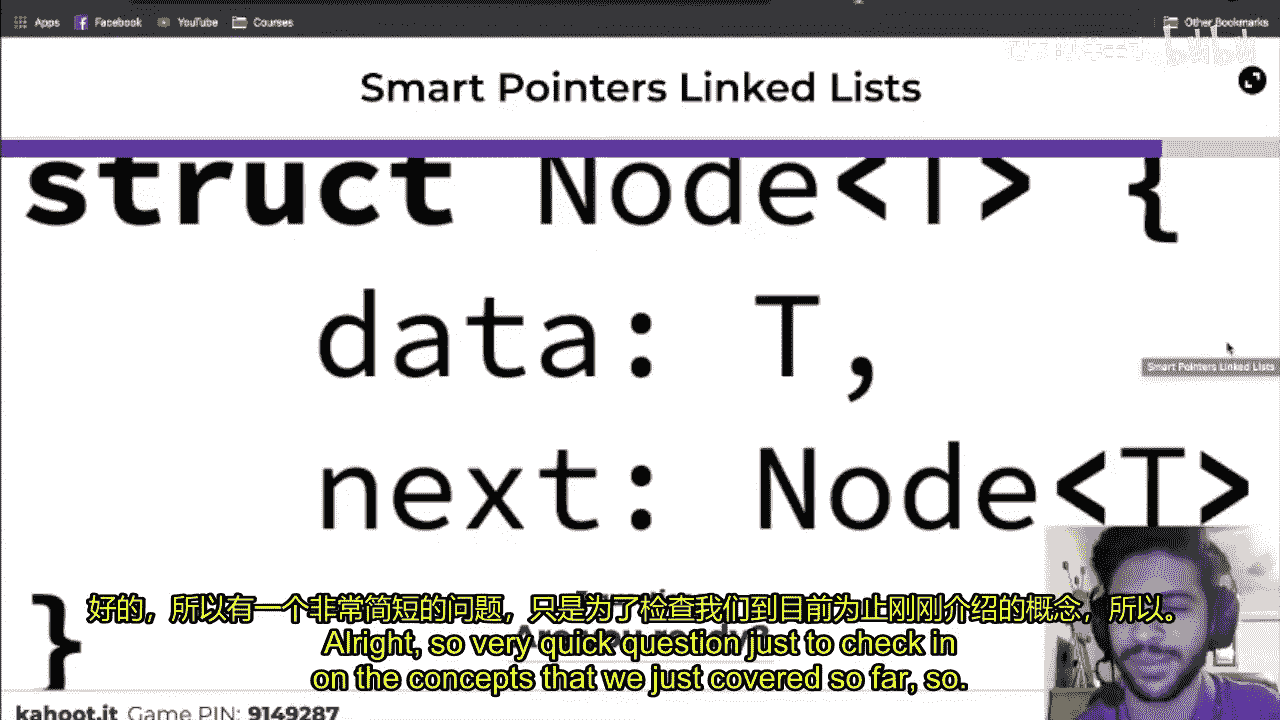 Apps Facebook YouTube Courses Other Bookmarks
Smart Pointers Linked Lists
struct Node<T> {
data: T,
Smart Pointers Linked Lists
next: Node<T>
}
好的，所以有一个非常简短的问题，只是为了检查我们到目前为止刚刚介绍的概念，所以。
Alright, so very quick question just to check in
on the concepts that we just covered so far, so.
kahoot.it Game PIN: 9149287